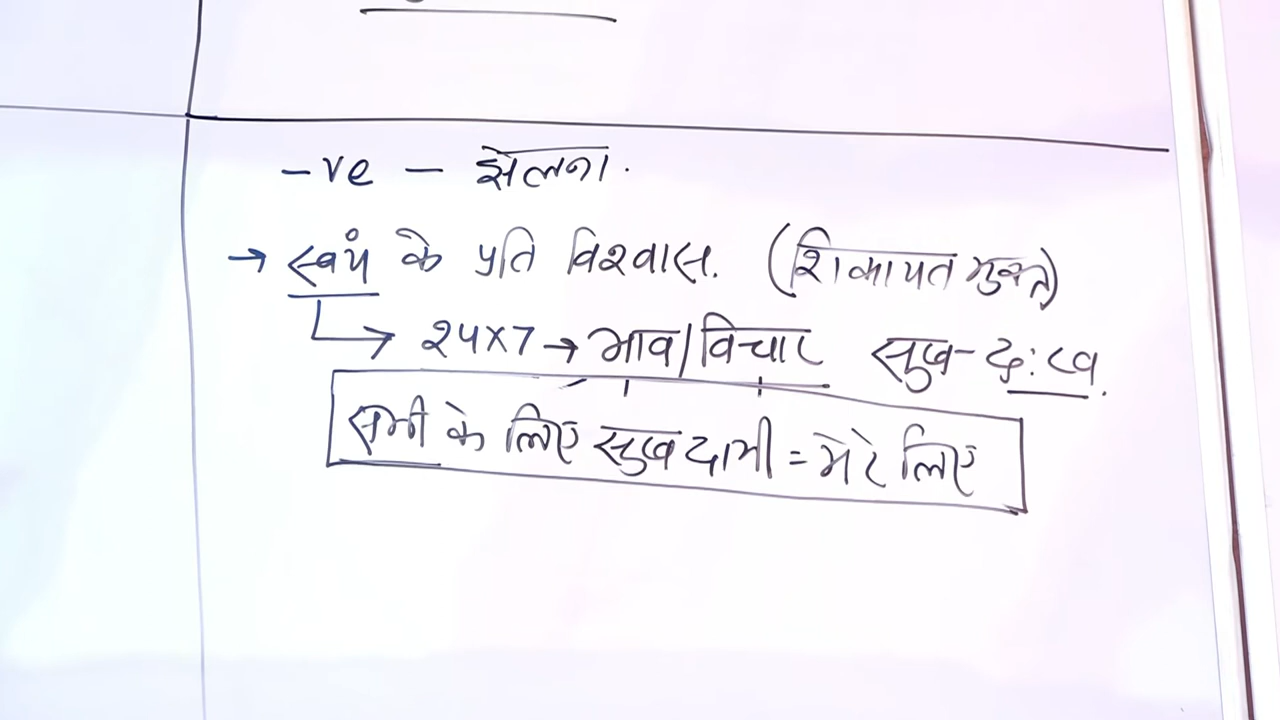 -ve - झेलना.
→ स्वयं के प्रति विश्वास. (शिकायत मुक्त)
→ 24x7 → भाव/विचार सुख-दुःख.
सभी के लिए सुखदायी = मेरे लिए